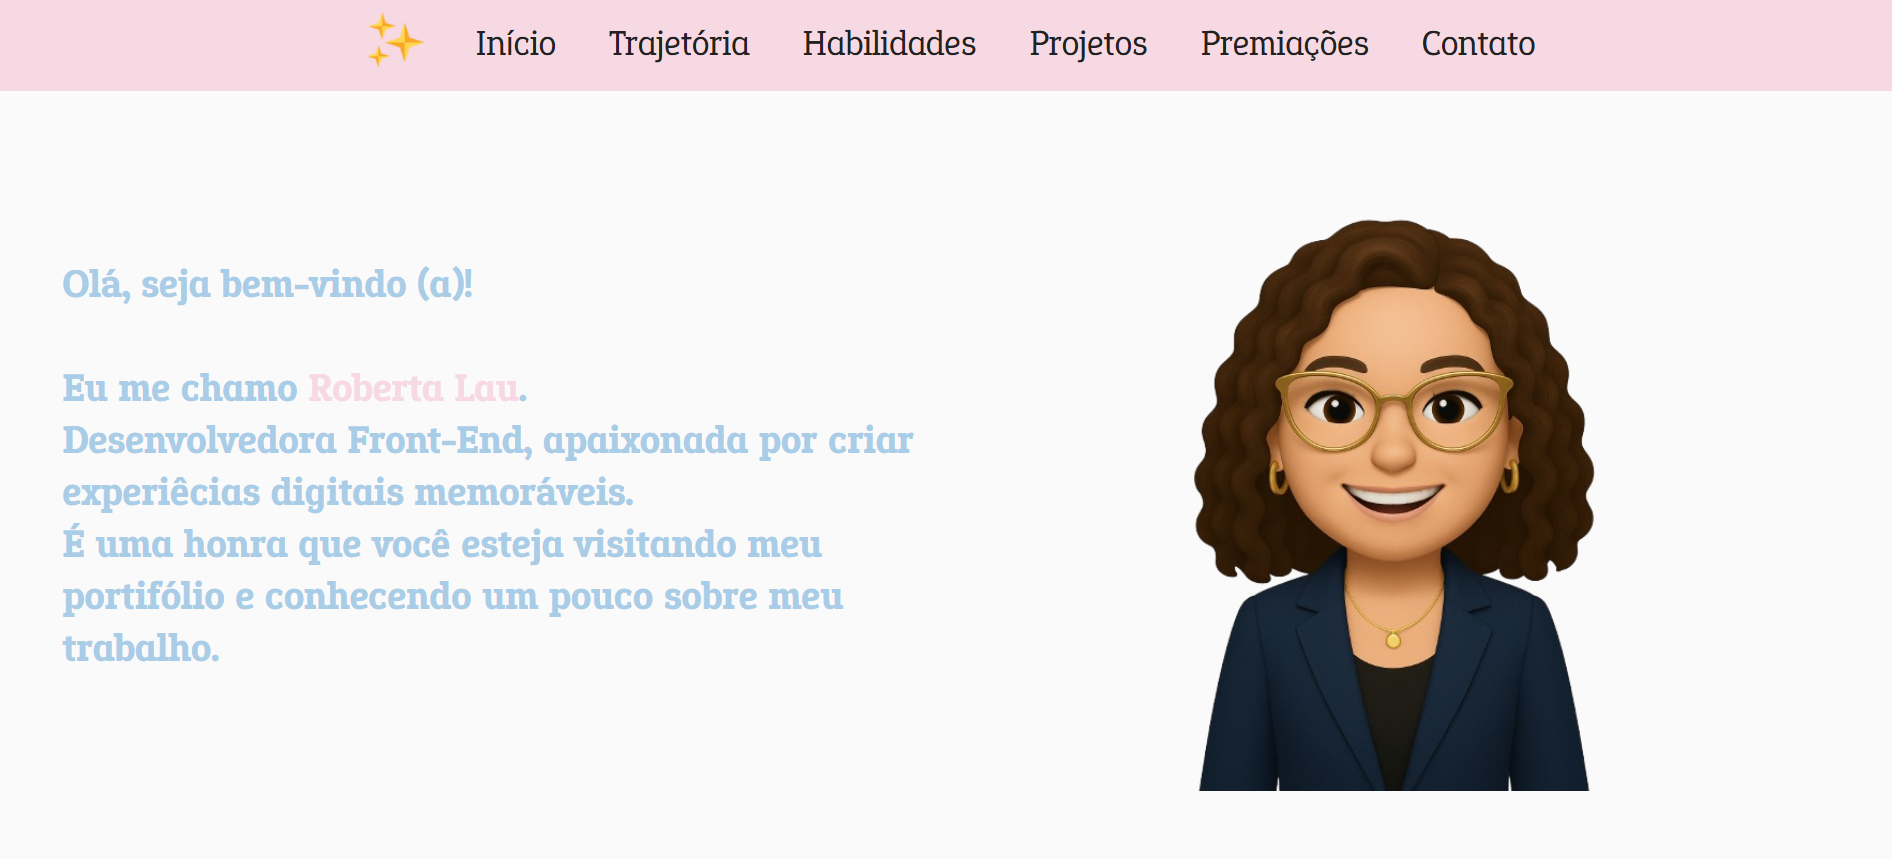 Início Trajetória Habilidades Projetos Premiações Contato
Olá, seja bem-vindo (a)!
Eu me chamo Roberta Lau.
Desenvolvedora Front-End, apaixonada por criar
experiêcias digitais memoráveis.
É uma honra que você esteja visitando meu
portifólio e conhecendo um pouco sobre meu
trabalho.